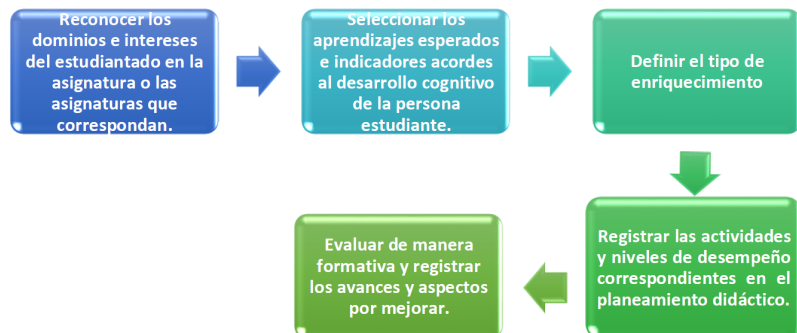 Reconocer los
dominios e intereses
del estudiantado en la
asignatura o las
asignaturas que
correspondan.
Seleccionar los
aprendizajes esperados
e indicadores acordes
al desarrollo cognitivo
de la persona
estudiante.
Definir el tipo de
enriquecimiento
Registrar las actividades
y niveles de desempeño
correspondientes en el
planeamiento didáctico.
Evaluar de manera
formativa y registrar
los avances y aspectos
por mejorar.